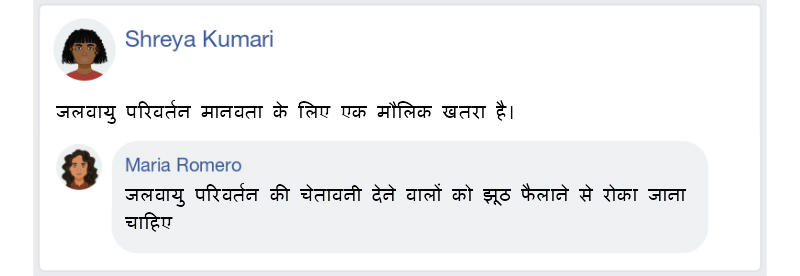 Shreya Kumari
जलवायु परिवर्तन मानवता के लिए एक मौलिक खतरा है।
Maria Romero
जलवायु परिवर्तन की चेतावनी देने वालों को झूठ फैलाने से रोका जाना
चाहिए